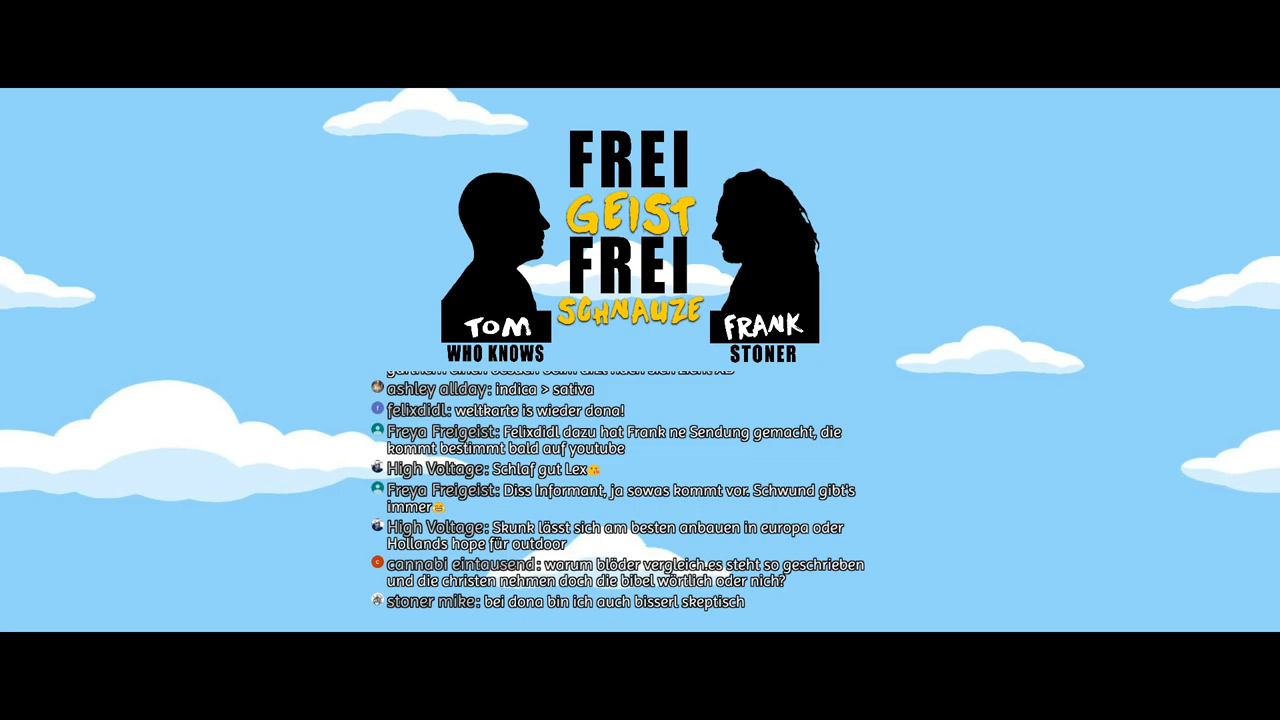 FREI
GEIST
FREI
SCHNAUZE
TOM
WHO KNOWS
FRANK
STONER
ashley allday: indica > sativa
felixdidl: weltkarte is wieder dona!
Freya Freigeist: Felixdidl dazu hat Frank ne Sendung gemacht, die
kommt bestimmt bald auf youtube
High Voltage: Schlaf gut Lex😘
Freya Freigeist: Diss Informant, ja sowas kommt vor. Schwund gibt's
immer😄
High Voltage: Skunk lässt sich am besten anbauen in europa oder
Hollands hope für outdoor
cannabi eintausend: warum blöder vergleich.es steht so geschrieben
und die christen nehmen doch die bibel wörtlich oder nich?
stoner mike: bei dona bin ich auch bisserl skeptisch